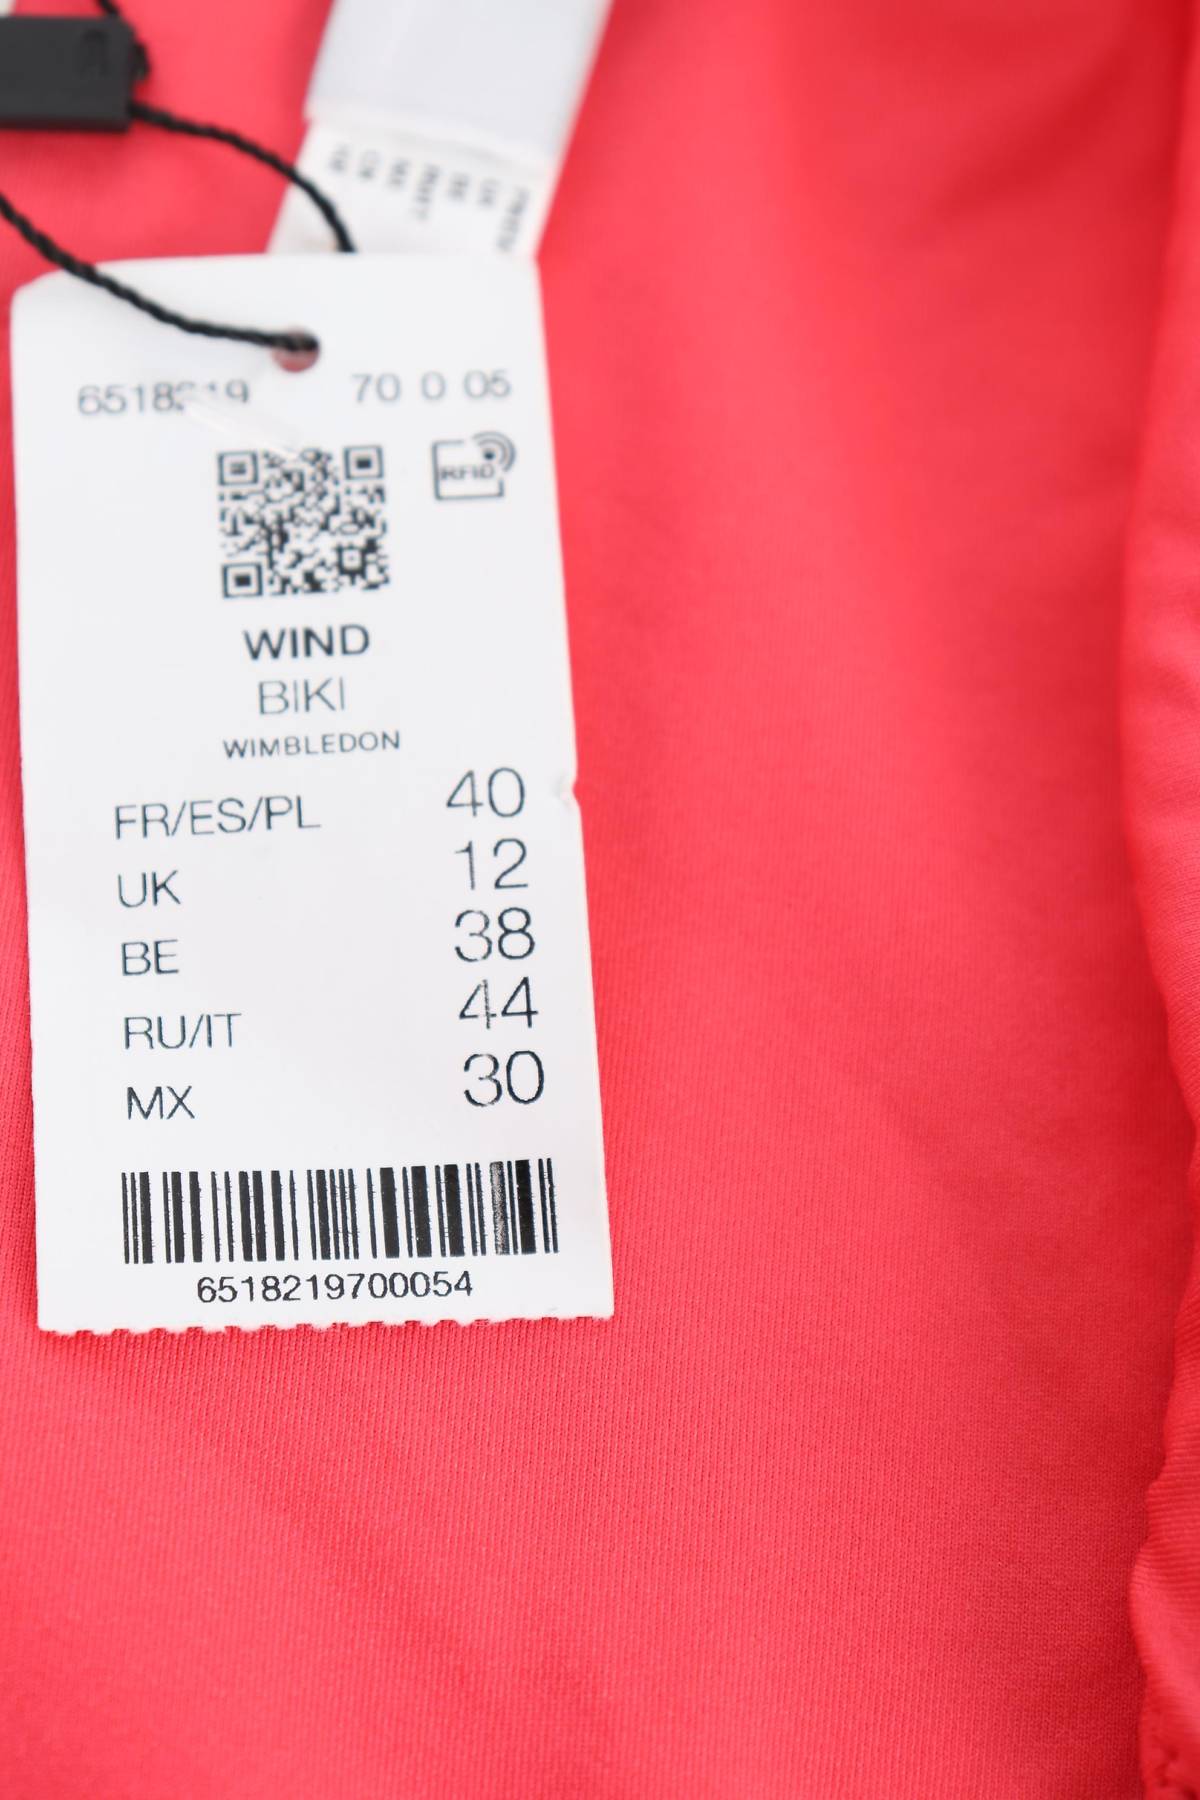 6518219 70 0 05
RFID
WIND
BIKI
WIMBLEDON
FR/ES/PL 40
UK 12
BE 38
RU/IT 44
MX 30
6518219700054